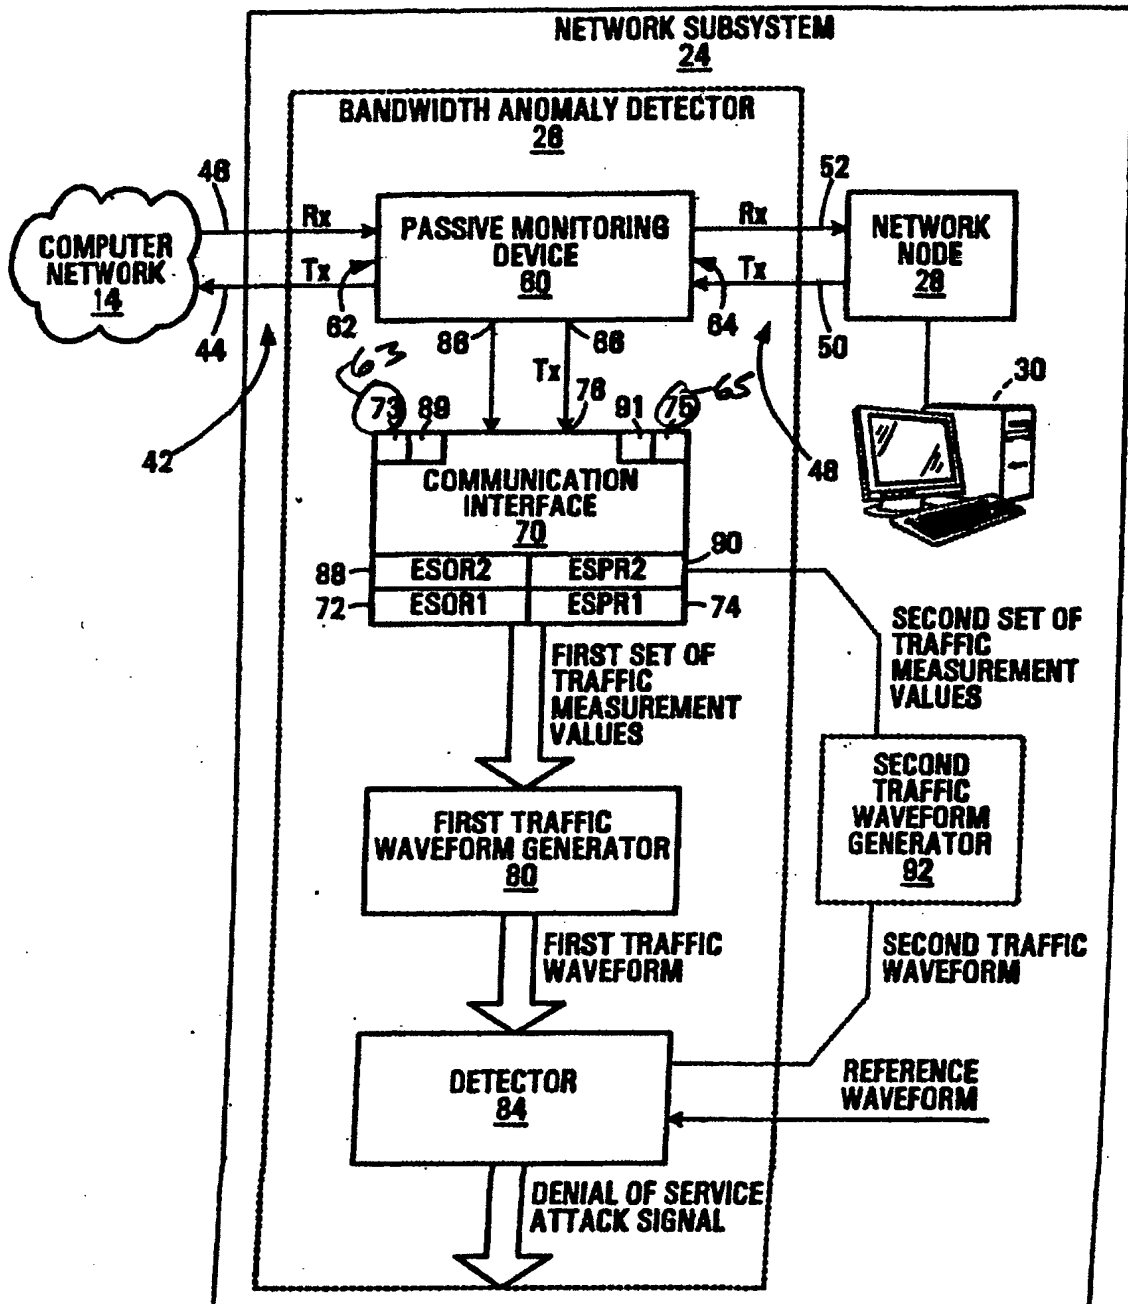 NETWORK SUBSYSTEM
24
BANDWIDTH ANOMALY DETECTOR
26
46
Rx
PASSIVE MONITORING
DEVICE
60
Rx
52
NETWORK
NODE
28
COMPUTER
NETWORK
14
Tx
Tx
44
62
86
86
64
50
63
Tx
76
65
30
73
89
91
75
42
48
COMMUNICATION
INTERFACE
70
90
88
ESOR2
ESPR2
72
ESOR1
ESPR1
74
FIRST SET OF
TRAFFIC
MEASUREMENT
VALUES
SECOND SET OF
TRAFFIC
MEASUREMENT
VALUES
SECOND
TRAFFIC
WAVEFORM
GENERATOR
92
FIRST TRAFFIC
WAVEFORM GENERATOR
80
FIRST TRAFFIC
WAVEFORM
SECOND TRAFFIC
WAVEFORM
DETECTOR
84
REFERENCE
WAVEFORM
DENIAL OF SERVICE
ATTACK SIGNAL